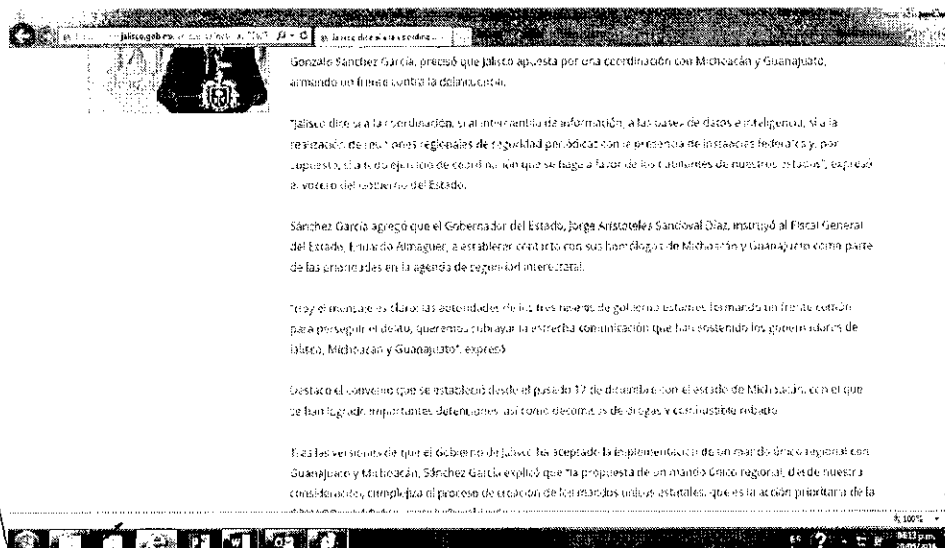 jalisco.gob.mx
Gonzalo Sánchez García, precisó que Jalisco apuesta por una coordinación con Michoacán y Guanajuato,
armando un frente contra la delincuencia.
"Jalisco dice sí a la coordinación, sí al intercambio de información, a las bases de datos e inteligencia, sí a la
realización de reuniones regionales de seguridad periódicas con la presencia de instancias federales y, por
supuesto, sí a todo ejercicio de coordinación que se haga a favor de los habitantes de nuestros estados", expresó
el vocero del Gobierno del Estado.
Sánchez García agregó que el Gobernador del Estado, Jorge Aristóteles Sandoval Díaz, instruyó al Fiscal General
del Estado, Eduardo Almaguer, a establecer contacto con sus homólogos de Michoacán y Guanajuato como parte
de las prioridades en la agenda de seguridad interestatal.
"Hoy el mensaje es claro: las autoridades de los tres niveles de gobierno estamos formando un frente común
para perseguir el delito, queremos subrayar la estrecha comunicación que han sostenido los gobernadores de
Jalisco, Michoacán y Guanajuato", expresó.
Destacó el convenio que se estableció desde el pasado 17 de diciembre con el estado de Michoacán, con el que
se han logrado importantes detenciones, así como decomisos de drogas y combustible robado.
Tras las versiones de que el Gobierno de Jalisco ha aceptado la implementación de un mando único regional con
Guanajuato y Michoacán, Sánchez García explicó que "la propuesta de un mando único regional, desde nuestra
consideración, complejiza el proceso de creación de los mandos únicos estatales, que es la acción prioritaria de la
100%
ES
04:13 p.m.